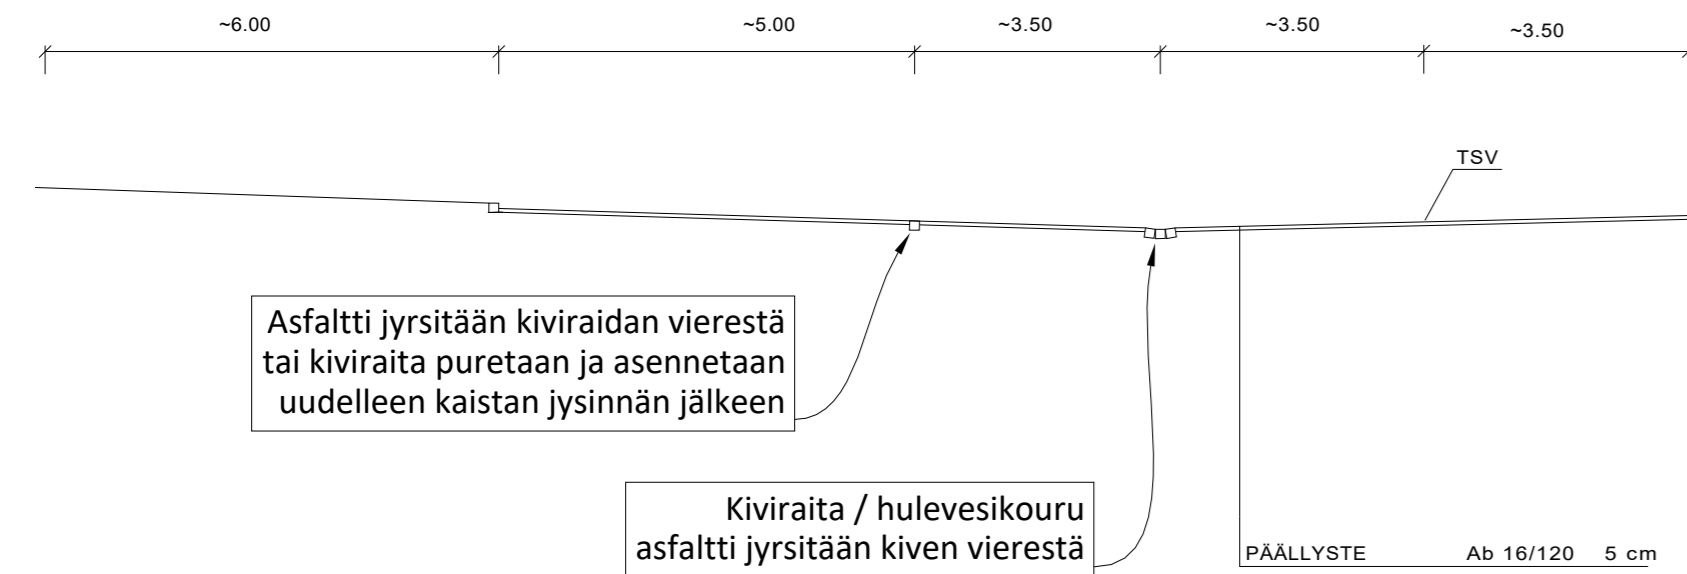 ~6.00 ~5.00 ~3.50 ~3.50 ~3.50
TSV
Asfaltti jyrsitään kiviraidan vierestä
tai kiviraita puretaan ja asennetaan
uudelleen kaistan jysinnän jälkeen
Kiviraita / hulevesikouru
asfaltti jyrsitään kiven vierestä
PÄÄLLYSTE Ab 16/120 5 cm